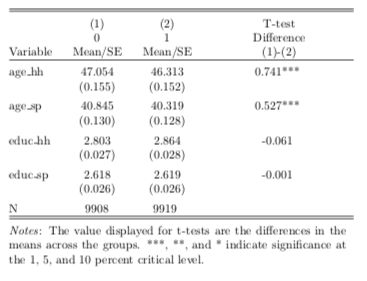 (1) (2) T-test
0 1 Difference
Variable Mean/SE Mean/SE (1)-(2)
age_hh 47.054 46.313 0.741***
(0.155) (0.152)
age_sp 40.845 40.319 0.527***
(0.130) (0.128)
educ_hh 2.803 2.864 -0.061
(0.027) (0.028)
educ_sp 2.618 2.619 -0.001
(0.026) (0.026)
N 9908 9919
Notes: The value displayed for t-tests are the differences in the
means across the groups. ***, **, and * indicate significance at
the 1, 5, and 10 percent critical level.